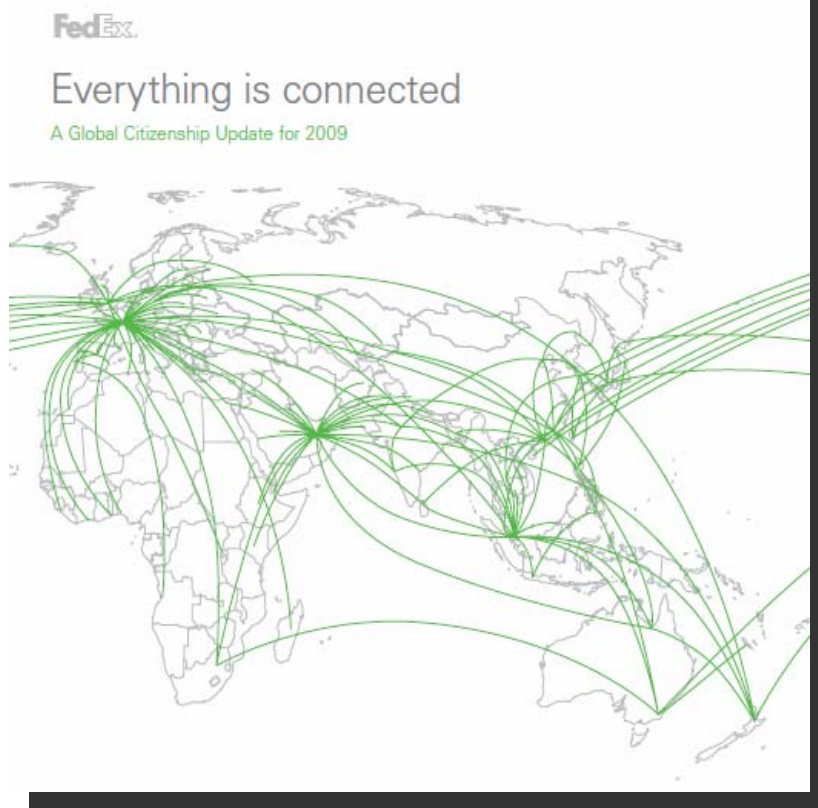 FedEx.
Everything is connected
A Global Citizenship Update for 2009